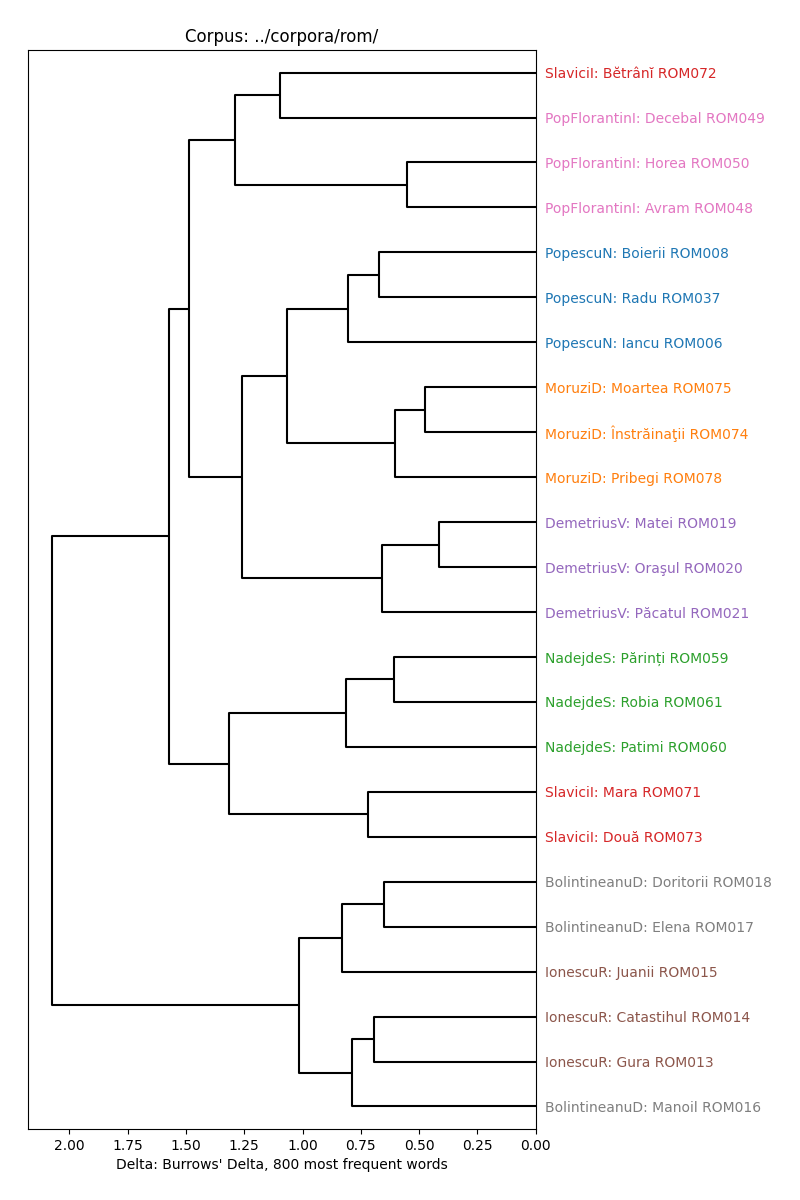 Corpus: ../corpora/rom/
SlaviciI: Bĕtrânĭ ROM072
PopFlorantinI: Decebal ROM049
PopFlorantinI: Horea ROM050
PopFlorantinI: Avram ROM048
PopescuN: Boierii ROM008
PopescuN: Radu ROM037
PopescuN: Iancu ROM006
MoruziD: Moartea ROM075
MoruziD: Înstrăinaţii ROM074
MoruziD: Pribegi ROM078
DemetriusV: Matei ROM019
DemetriusV: Oraşul ROM020
DemetriusV: Păcatul ROM021
NadejdeS: Părinți ROM059
NadejdeS: Robia ROM061
NadejdeS: Patimi ROM060
SlaviciI: Mara ROM071
SlaviciI: Două ROM073
BolintineanuD: Doritorii ROM018
BolintineanuD: Elena ROM017
IonescuR: Juanii ROM015
IonescuR: Catastihul ROM014
IonescuR: Gura ROM013
BolintineanuD: Manoil ROM016
2.00 1.75 1.50 1.25 1.00 0.75 0.50 0.25 0.00
Delta: Burrows' Delta, 800 most frequent words